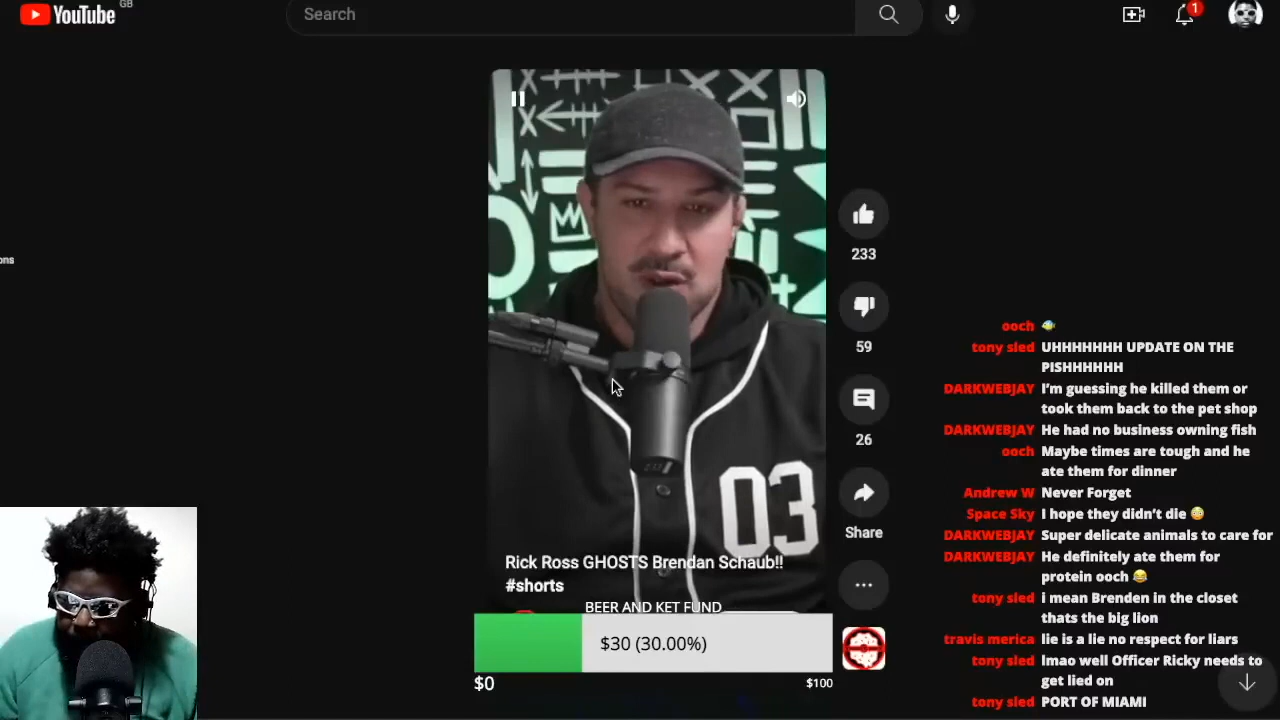 YouTube GB
Search
1
ons
233
59
26
Share
03
Rick Ross GHOSTS Brendan Schaub!!
#shorts
BEER AND KET FUND
$30 (30.00%)
$0
$100
ooch 🐠
tony sled UHHHHHHH UPDATE ON THE
PISHHHHHH
DARKWEBJAY I’m guessing he killed them or
took them back to the pet shop
DARKWEBJAY He had no business owning fish
ooch Maybe times are tough and he
ate them for dinner
Andrew W Never Forget
Space Sky I hope they didn’t die 😳
DARKWEBJAY Super delicate animals to care for
DARKWEBJAY He definitely ate them for
protein ooch 😂
tony sled i mean Brenden in the closet
thats the big lion
travis merica lie is a lie no respect for liars
tony sled lmao well Officer Ricky needs to
get lied on
tony sled PORT OF MIAMI